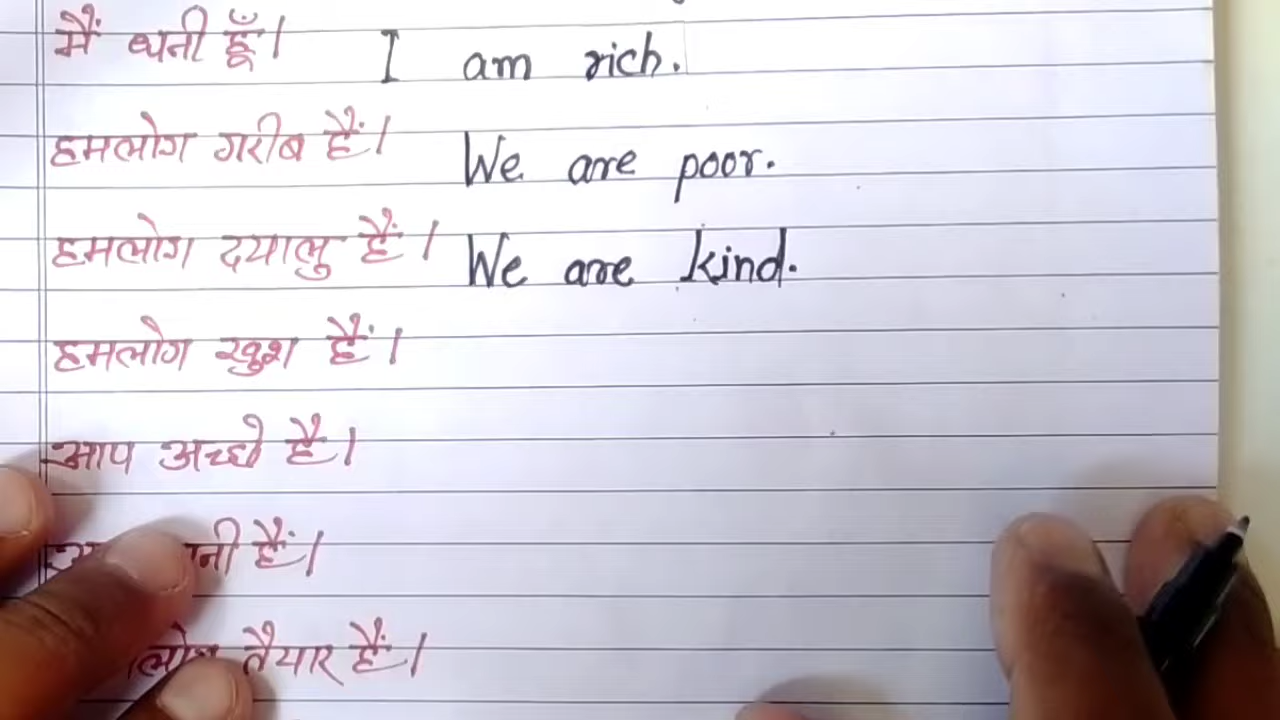 मैं धनी हूँ। I am rich.
हमलोग गरीब हैं। We are poor.
हमलोग दयालु हैं। We are kind.
हमलोग खुश हैं।
आप अच्छे है।
हैं।
तैयार हैं।